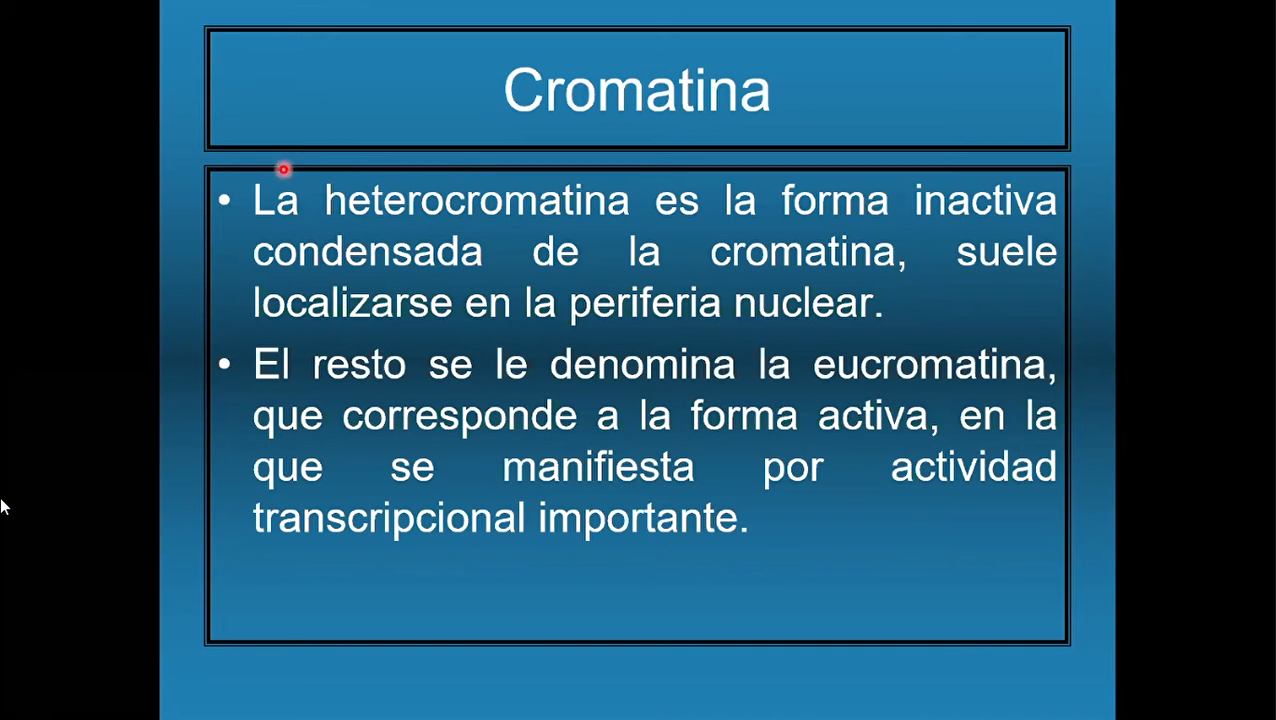 Cromatina
• La heterocromatina es la forma inactiva
condensada de la cromatina, suele
localizarse en la periferia nuclear.
• El resto se le denomina la eucromatina,
que corresponde a la forma activa, en la
que se manifiesta por actividad
transcripcional importante.